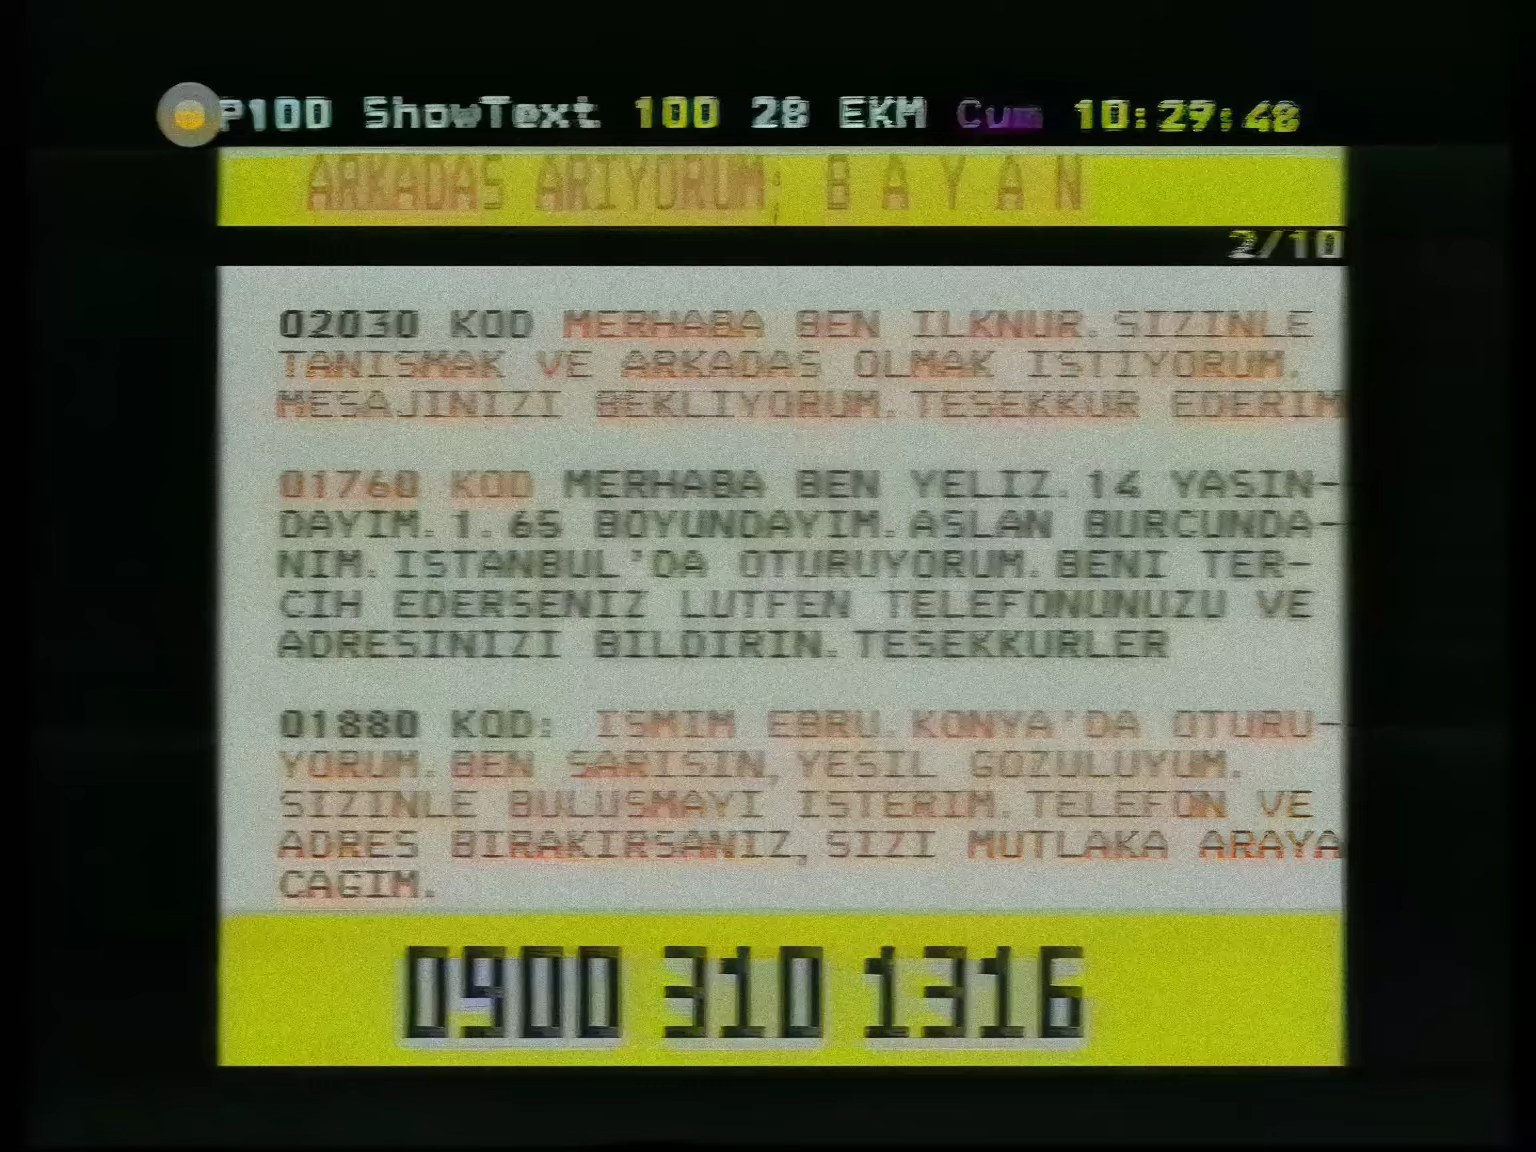 P100 ShowText 100 28 EKM Cum 10:29:48
ARKADAS ARIYORUM; B A Y A N
2/10
02030 KOD MERHABA BEN ILKNUR.SIZINLE
TANISMAK VE ARKADAS OLMAK ISTIYORUM.
MESAJINIZI BEKLIYORUM.TESEKKUR EDERIM
01760 KOD MERHABA BEN YELIZ.14 YASIN-
DAYIM.1.65 BOYUNDAYIM.ASLAN BURCUNDA-
NIM.ISTANBUL'DA OTURUYORUM.BENI TER-
CIH EDERSENIZ LUTFEN TELEFONUNUZU VE
ADRESINIZI BILDIRIN.TESEKKURLER
01880 KOD: ISMIM EBRU.KONYA'DA OTURU-
YORUM.BEN SARISIN,YESIL GOZULUYUM.
SIZINLE BULUSMAYI ISTERIM.TELEFON VE
ADRES BIRAKIRSANIZ,SIZI MUTLAKA ARAYA
CAGIM.
0900 310 1316